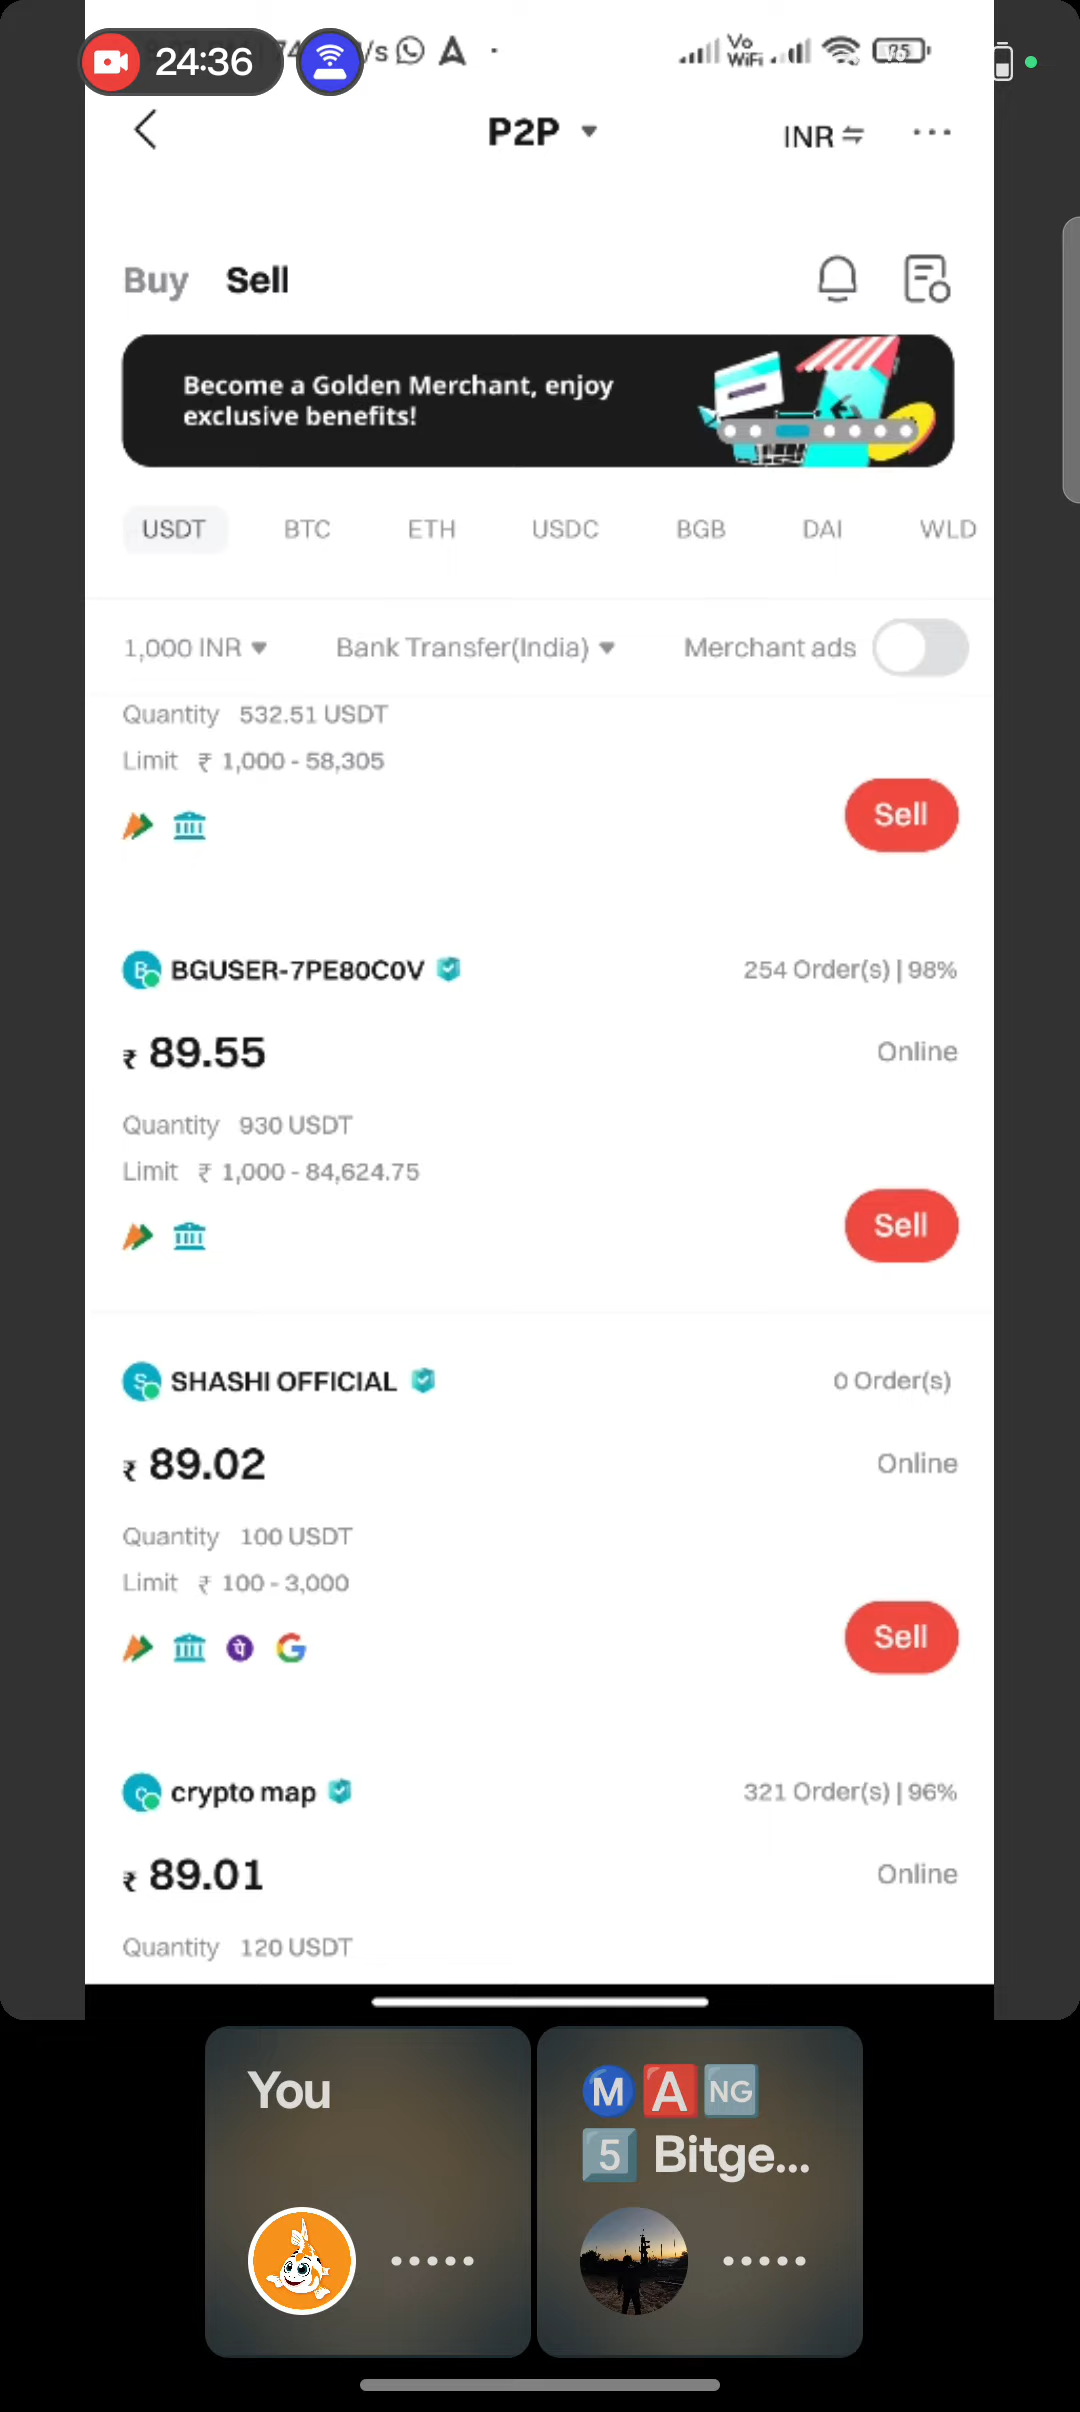 24:36
/s
Vo
WiFi
P2P
INR
Buy Sell
Become a Golden Merchant, enjoy
exclusive benefits!
USDT BTC ETH USDC BGB DAI WLD
1,000 INR Bank Transfer(India) Merchant ads
Quantity 532.51 USDT
Limit ₹ 1,000 - 58,305
Sell
BGUSER-7PE80C0V 254 Order(s) | 98%
₹ 89.55 Online
Quantity 930 USDT
Limit ₹ 1,000 - 84,624.75
Sell
S SHASHI OFFICIAL 0 Order(s)
₹ 89.02 Online
Quantity 100 USDT
Limit ₹ 100 - 3,000
पे G Sell
crypto map 321 Order(s) | 96%
₹ 89.01 Online
Quantity 120 USDT
You
Ⓜ️🅰️🆖
5️⃣ Bitge...